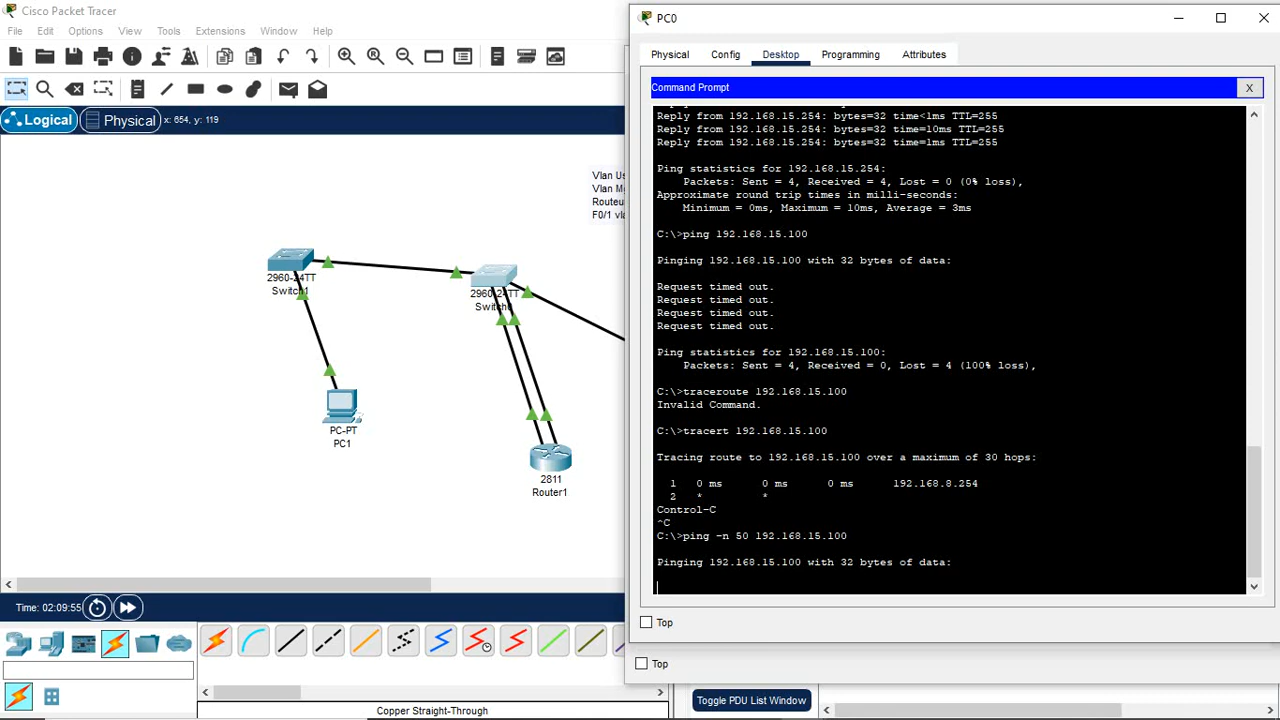 Cisco Packet Tracer
File Edit Options View Tools Extensions Window Help
Logical Physical x: 654, y: 119
Vlan Us
Vlan M
Routeu
F0/1 vla
2960-24TT
Switch1
2960-24TT
Switch0
PC-PT
PC1
2811
Router1
Time: 02:09:55
Copper Straight-Through
PC0
Physical Config Desktop Programming Attributes
Command Prompt X
Reply from 192.168.15.254: bytes=32 time<1ms TTL=255
Reply from 192.168.15.254: bytes=32 time=10ms TTL=255
Reply from 192.168.15.254: bytes=32 time=1ms TTL=255
Ping statistics for 192.168.15.254:
Packets: Sent = 4, Received = 4, Lost = 0 (0% loss),
Approximate round trip times in milli-seconds:
Minimum = 0ms, Maximum = 10ms, Average = 3ms
C:\>ping 192.168.15.100
Pinging 192.168.15.100 with 32 bytes of data:
Request timed out.
Request timed out.
Request timed out.
Request timed out.
Ping statistics for 192.168.15.100:
Packets: Sent = 4, Received = 0, Lost = 4 (100% loss),
C:\>traceroute 192.168.15.100
Invalid Command.
C:\>tracert 192.168.15.100
Tracing route to 192.168.15.100 over a maximum of 30 hops:
1 0 ms 0 ms 0 ms 192.168.8.254
2 * *
Control-C
^C
C:\>ping -n 50 192.168.15.100
Pinging 192.168.15.100 with 32 bytes of data:
Top
Top
Toggle PDU List Window